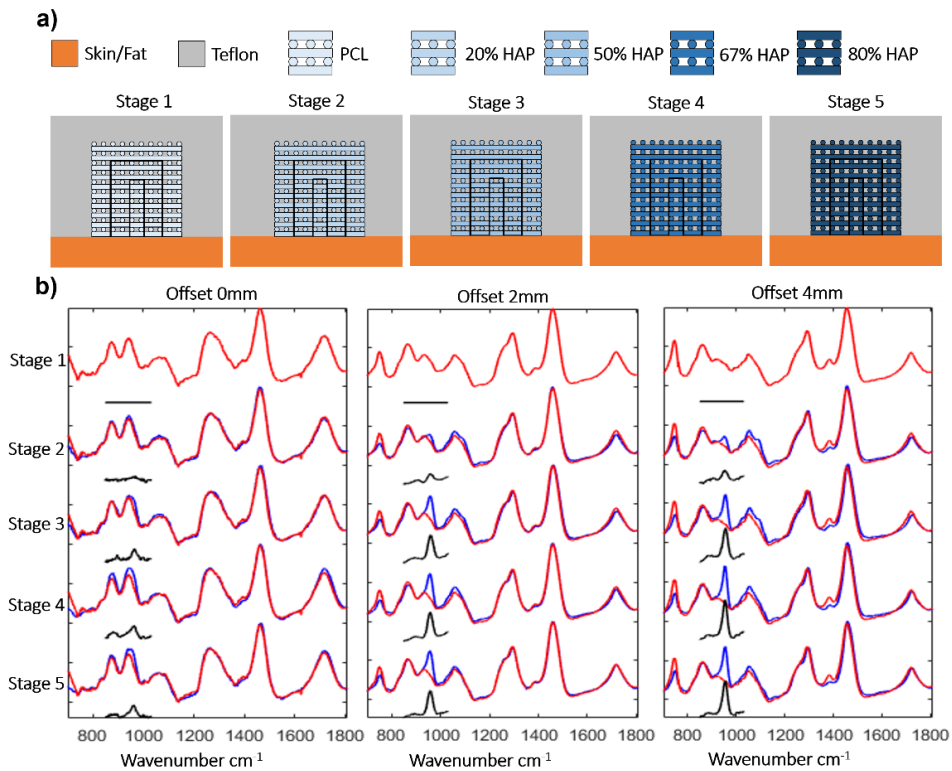 a)
Skin/Fat Teflon PCL 20% HAP 50% HAP 67% HAP 80% HAP
Stage 1 Stage 2 Stage 3 Stage 4 Stage 5
b)
Offset 0mm Offset 2mm Offset 4mm
Stage 1
Stage 2
Stage 3
Stage 4
Stage 5
800 1000 1200 1400 1600 1800 800 1000 1200 1400 1600 1800 800 1000 1200 1400 1600 1800
Wavenumber cm-1 Wavenumber cm-1 Wavenumber cm-1